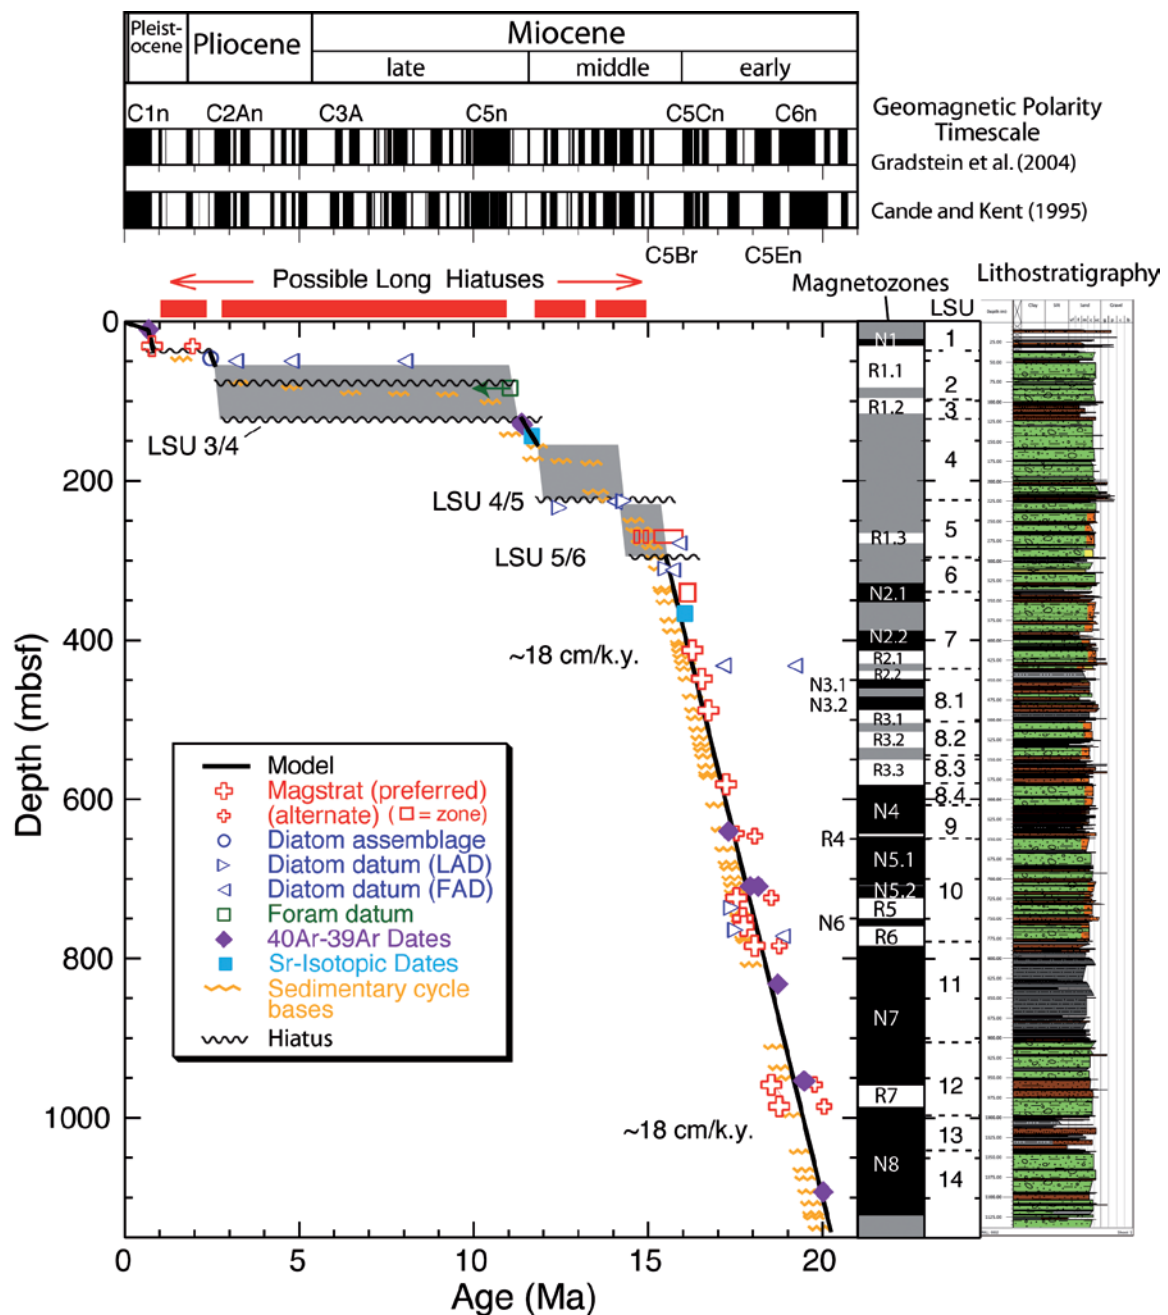 Pleist-
ocene
Pliocene
Miocene
late
middle
early
C1n
C2An
C3A
C5n
C5Cn
C6n
Geomagnetic Polarity
Timescale
Gradstein et al. (2004)
Cande and Kent (1995)
C5Br
C5En
Possible Long Hiatuses
Magnetozones
LSU
Lithostratigraphy
0
200
400
600
800
1000
Depth (mbsf)
LSU 3/4
LSU 4/5
LSU 5/6
~18 cm/k.y.
~18 cm/k.y.
Model
Magstrat (preferred)
(alternate) ( = zone)
Diatom assemblage
Diatom datum (LAD)
Diatom datum (FAD)
Foram datum
40Ar-39Ar Dates
Sr-Isotopic Dates
Sedimentary cycle
bases
Hiatus
N1
R1.1
R1.2
R1.3
N2.1
N2.2
R2.1
R2.2
N3.1
N3.2
R3.1
R3.2
R3.3
N4
R4
N5.1
N5.2
R5
N6
R6
N7
R7
N8
1
2
3
4
5
6
7
8.1
8.2
8.3
8.4
9
10
11
12
13
14
0
5
10
15
20
Age (Ma)